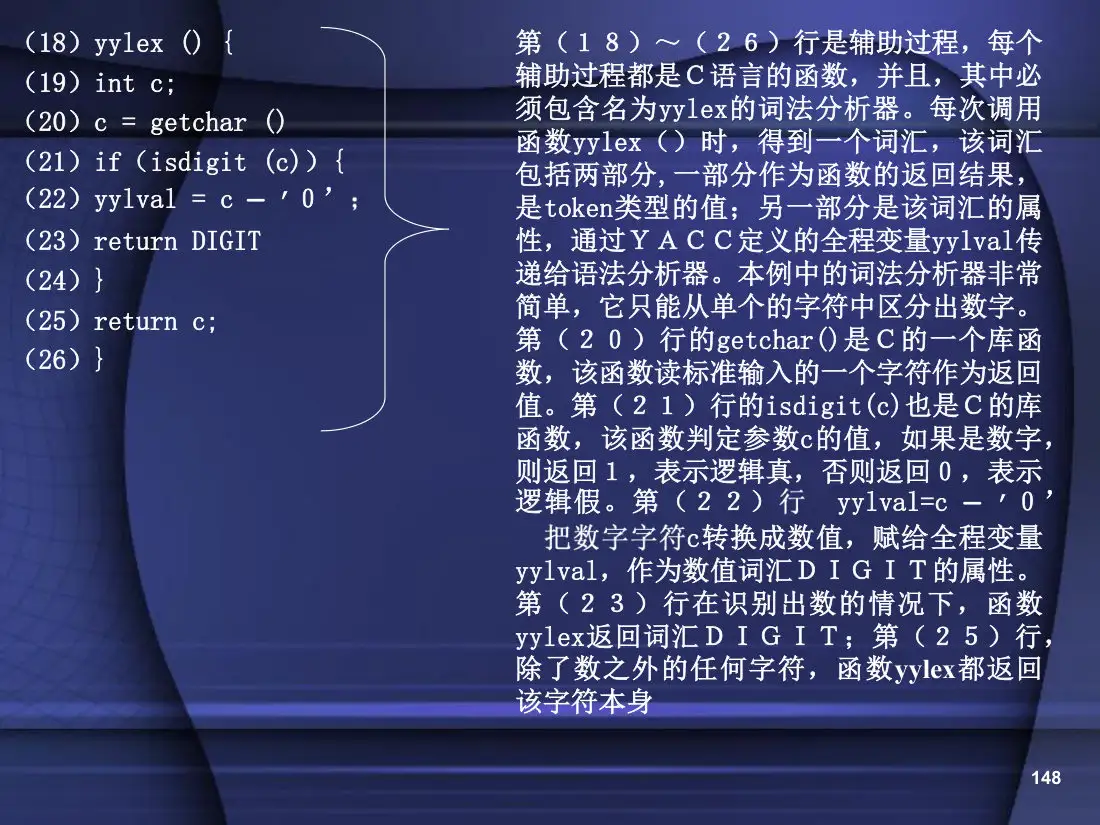 （18）yylex () {
（19）int c;
（20）c = getchar ()
（21）if（isdigit (c)）{
（22）yylval = c －′0’;
（23）return DIGIT
（24）}
（25）return c;
（26）}
第（１８）～（２６）行是辅助过程，每个
辅助过程都是Ｃ语言的函数，并且，其中必
须包含名为yylex的词法分析器。每次调用
函数yylex（）时，得到一个词汇，该词汇
包括两部分,一部分作为函数的返回结果，
是token类型的值；另一部分是该词汇的属
性，通过ＹＡＣＣ定义的全程变量yylval传
递给语法分析器。本例中的词法分析器非常
简单，它只能从单个的字符中区分出数字。
第（２０）行的getchar()是Ｃ的一个库函
数，该函数读标准输入的一个字符作为返回
值。第（２１）行的isdigit(c)也是Ｃ的库
函数，该函数判定参数c的值，如果是数字，
则返回１，表示逻辑真，否则返回０，表示
逻辑假。第（２２）行 yylval=c －′0’
把数字字符c转换成数值，赋给全程变量
yylval，作为数值词汇ＤＩＧＩＴ的属性。
第（２３）行在识别出数的情况下，函数
yylex返回词汇ＤＩＧＩＴ；第（２５）行，
除了数之外的任何字符，函数yylex都返回
该字符本身
148